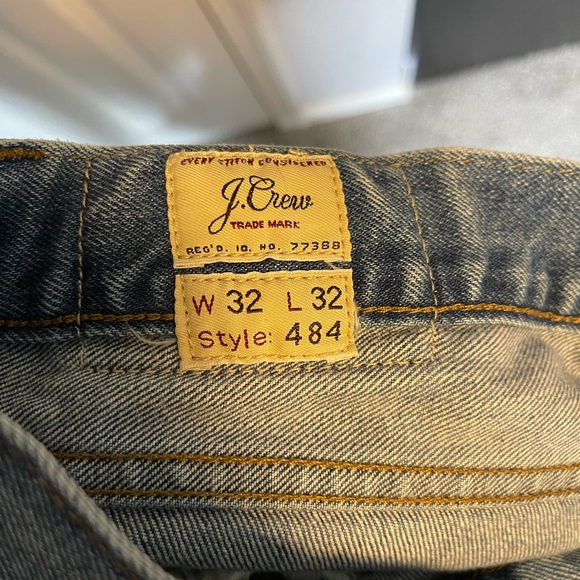 EVERY STITCH CONSIDERED
J.Crew
TRADE MARK
REG'D. ID. NO. 77388
W 32 L 32
Style: 484